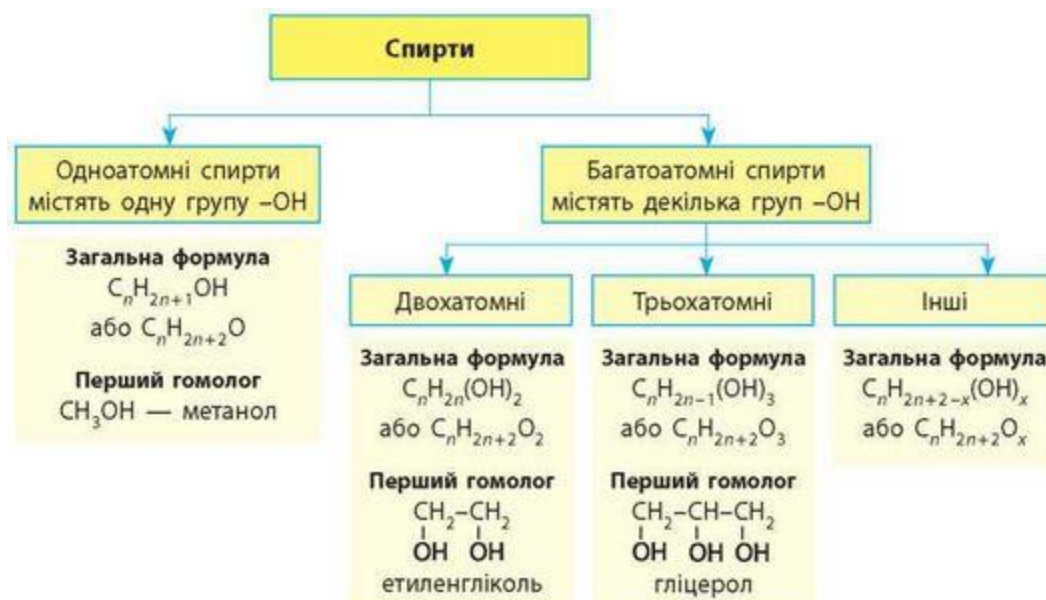 Спирти
Одноатомні спирти
містять одну групу –OH
Загальна формула
CₙH₂ₙ₊₁OH
або CₙH₂ₙ₊₂O
Перший гомолог
CH₃OH — метанол
Багатоатомні спирти
містять декілька груп –OH
Двохатомні
Загальна формула
CₙH₂ₙ(OH)₂
або CₙH₂ₙ₊₂O₂
Перший гомолог
CH₂–CH₂
OH OH
етиленгліколь
Трьохатомні
Загальна формула
CₙH₂ₙ₋₁(OH)₃
або CₙH₂ₙ₊₂O₃
Перший гомолог
CH₂–CH–CH₂
OH OH OH
гліцерол
Інші
Загальна формула
CₙH₂ₙ₊₂₋ₓ(OH)ₓ
або CₙH₂ₙ₊₂Oₓ